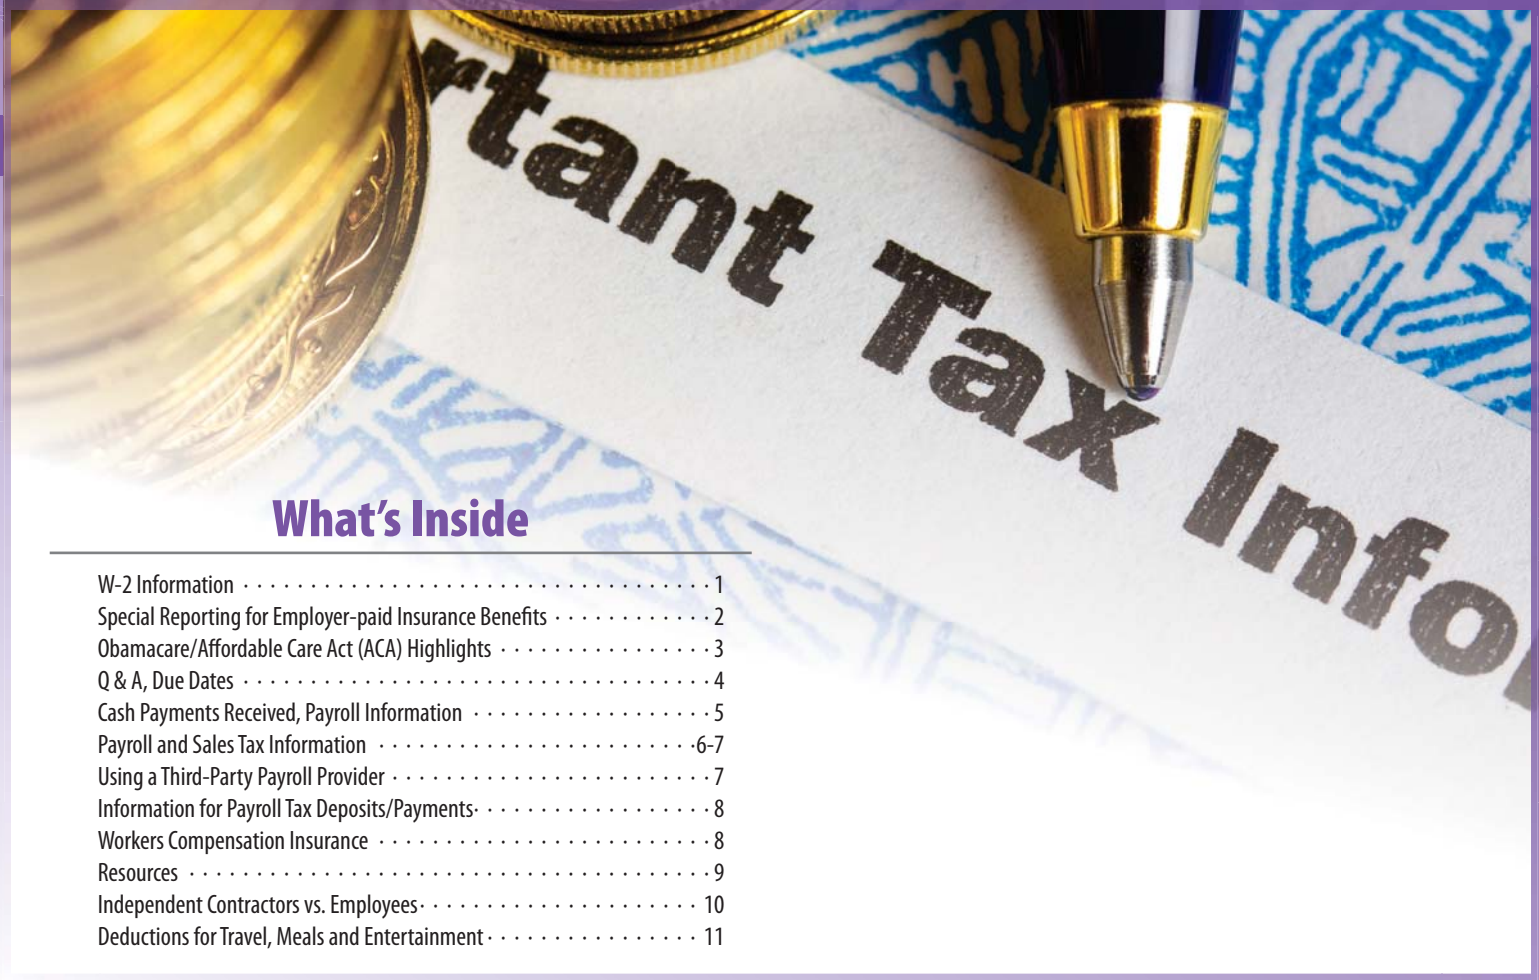 rtant Tax Infor
What's Inside
W-2 Information · · · · · · · · · · · · · · · · · · · · · · · · · · · · · · · · · · · 1
Special Reporting for Employer-paid Insurance Benefits · · · · · · · · · · · · 2
Obamacare/Affordable Care Act (ACA) Highlights · · · · · · · · · · · · · · · · 3
Q & A, Due Dates · · · · · · · · · · · · · · · · · · · · · · · · · · · · · · · · · · · 4
Cash Payments Received, Payroll Information · · · · · · · · · · · · · · · · · · 5
Payroll and Sales Tax Information · · · · · · · · · · · · · · · · · · · · · · · ·6-7
Using a Third-Party Payroll Provider · · · · · · · · · · · · · · · · · · · · · · · · 7
Information for Payroll Tax Deposits/Payments· · · · · · · · · · · · · · · · · · 8
Workers Compensation Insurance · · · · · · · · · · · · · · · · · · · · · · · · · 8
Resources · · · · · · · · · · · · · · · · · · · · · · · · · · · · · · · · · · · · · · · 9
Independent Contractors vs. Employees· · · · · · · · · · · · · · · · · · · · · 10
Deductions for Travel, Meals and Entertainment · · · · · · · · · · · · · · · · 11